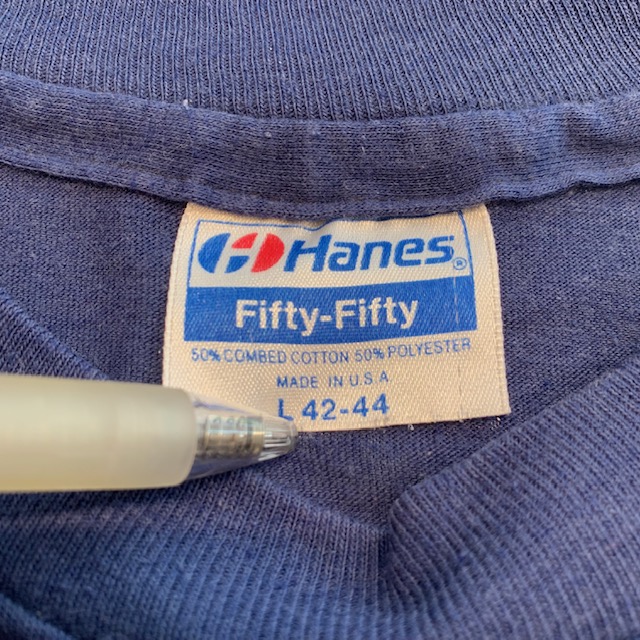 Hanes®
Fifty-Fifty
50% COMBED COTTON 50% POLYESTER
MADE IN U.S.A
L 42-44